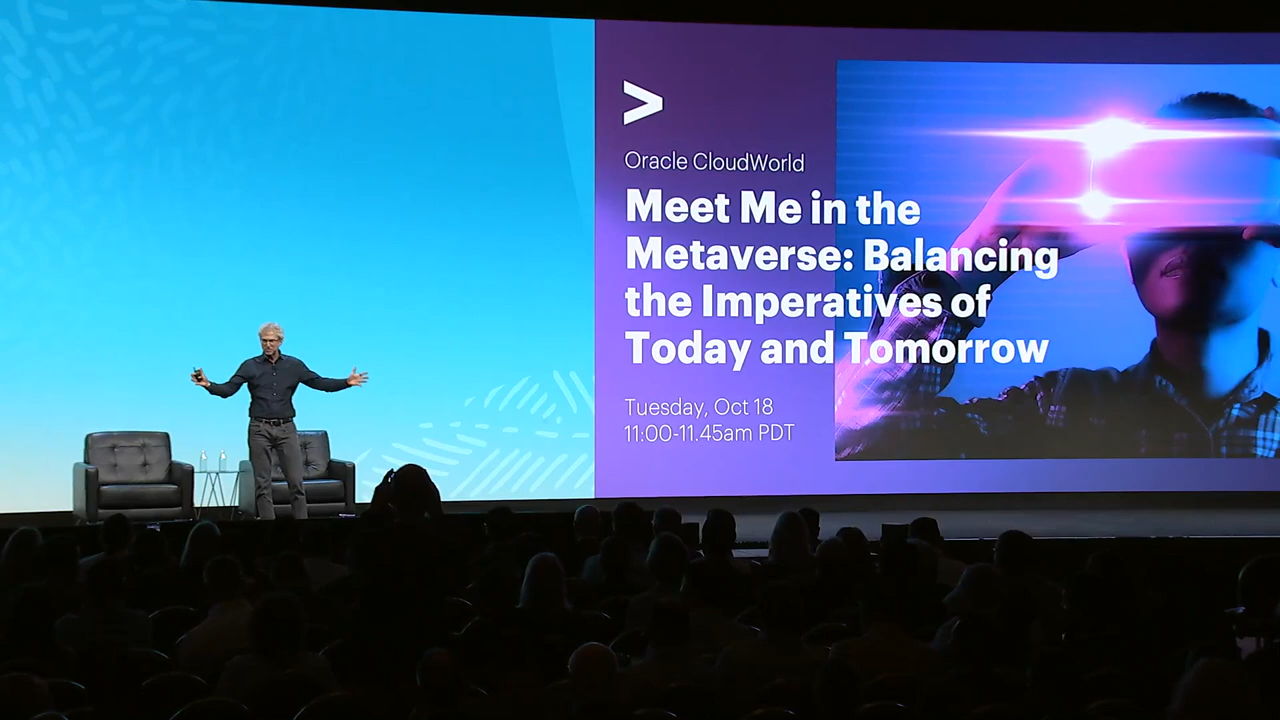 >
Oracle CloudWorld
Meet Me in the
Metaverse: Balancing
the Imperatives of
Today and Tomorrow
Tuesday, Oct 18
11:00-11.45am PDT